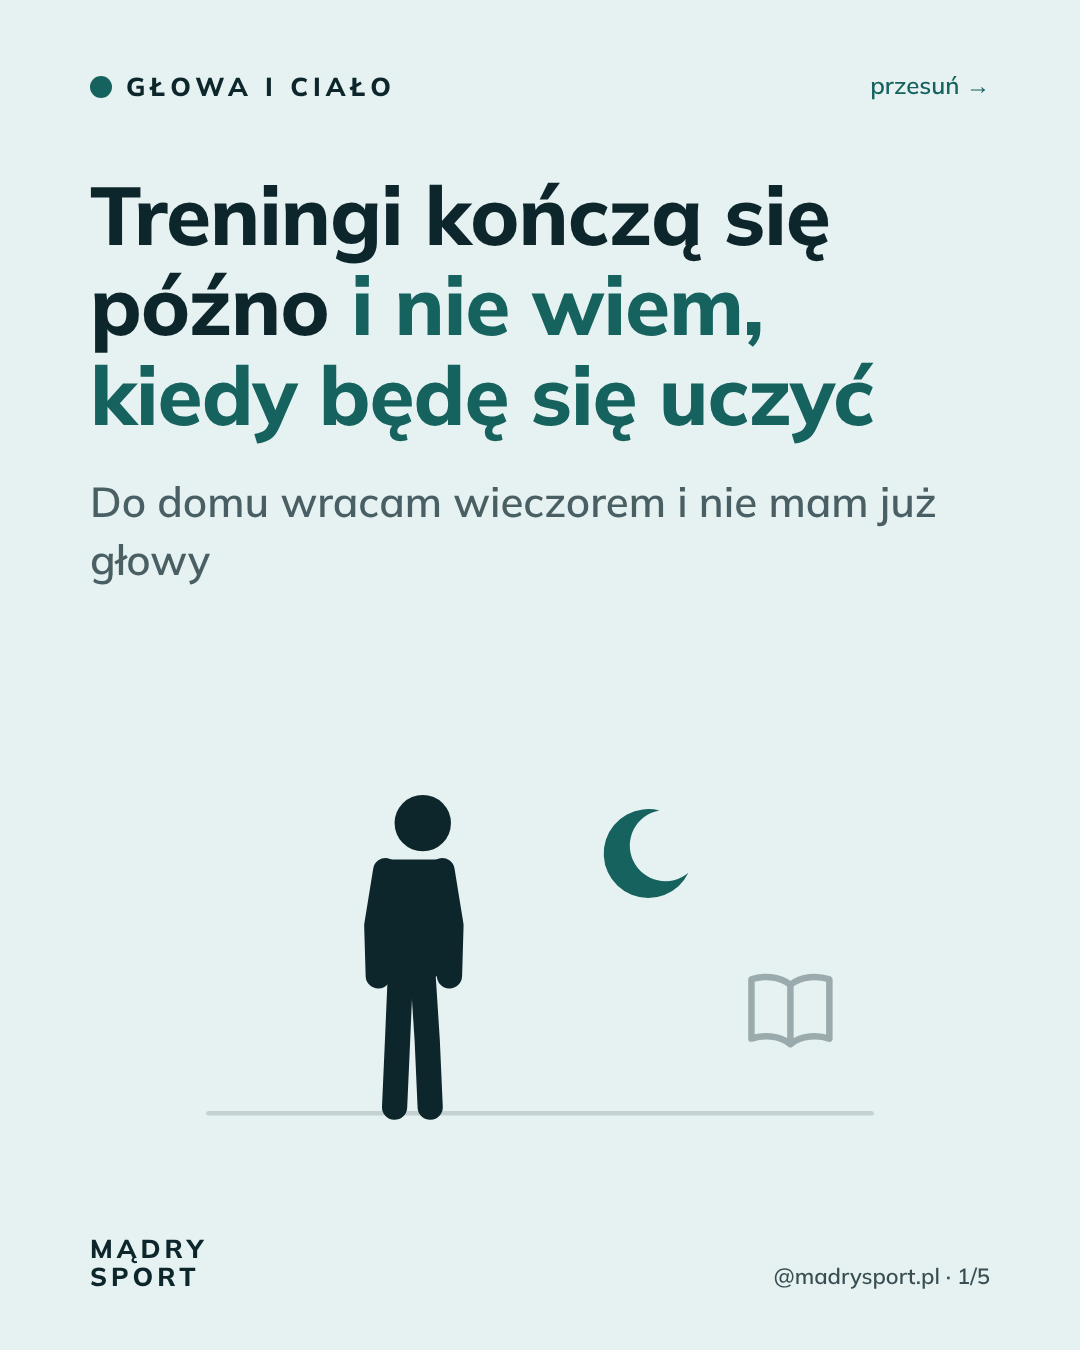 GŁOWA I CIAŁO
przesuń →
Treningi kończą się
późno i nie wiem,
kiedy będę się uczyć
Do domu wracam wieczorem i nie mam już
głowy
MĄDRY
SPORT
@madrysport.pl · 1/5